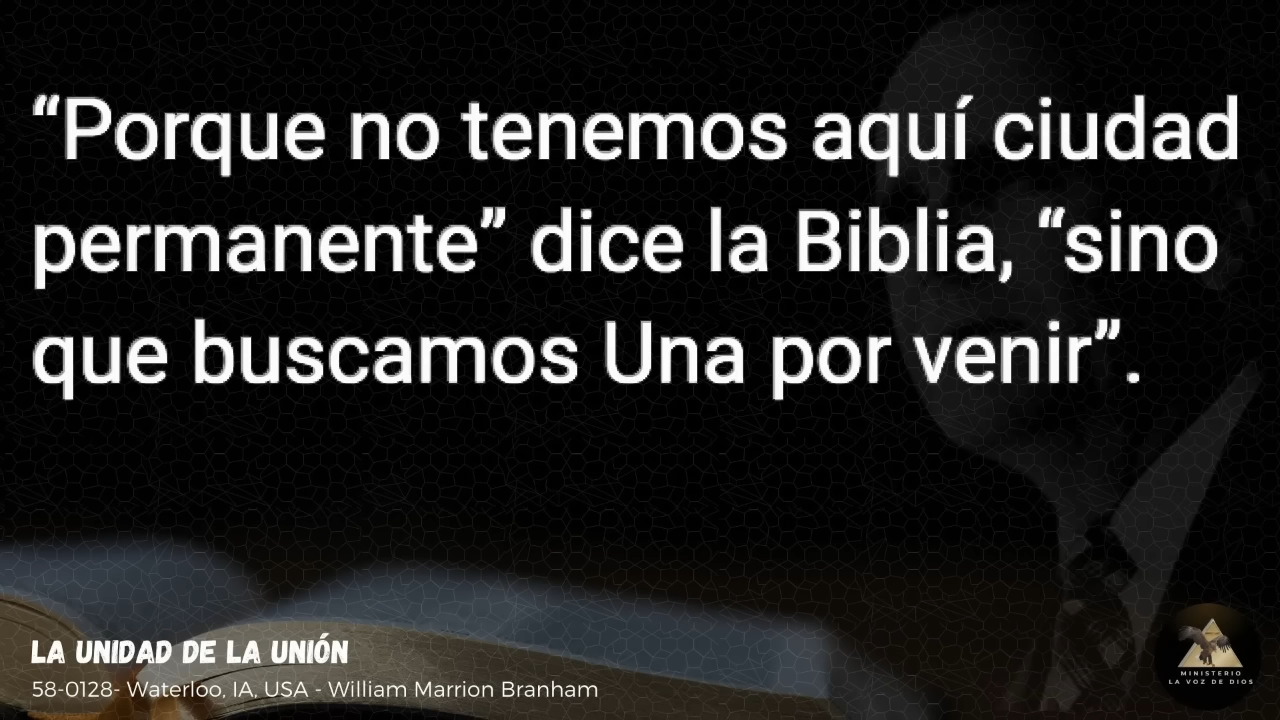 “Porque no tenemos aquí ciudad
permanente” dice la Biblia, “sino
que buscamos Una por venir”.
LA UNIDAD DE LA UNIÓN
58-0128- Waterloo, IA, USA - William Marrion Branham
MINISTERIO
LA VOZ DE DIOS